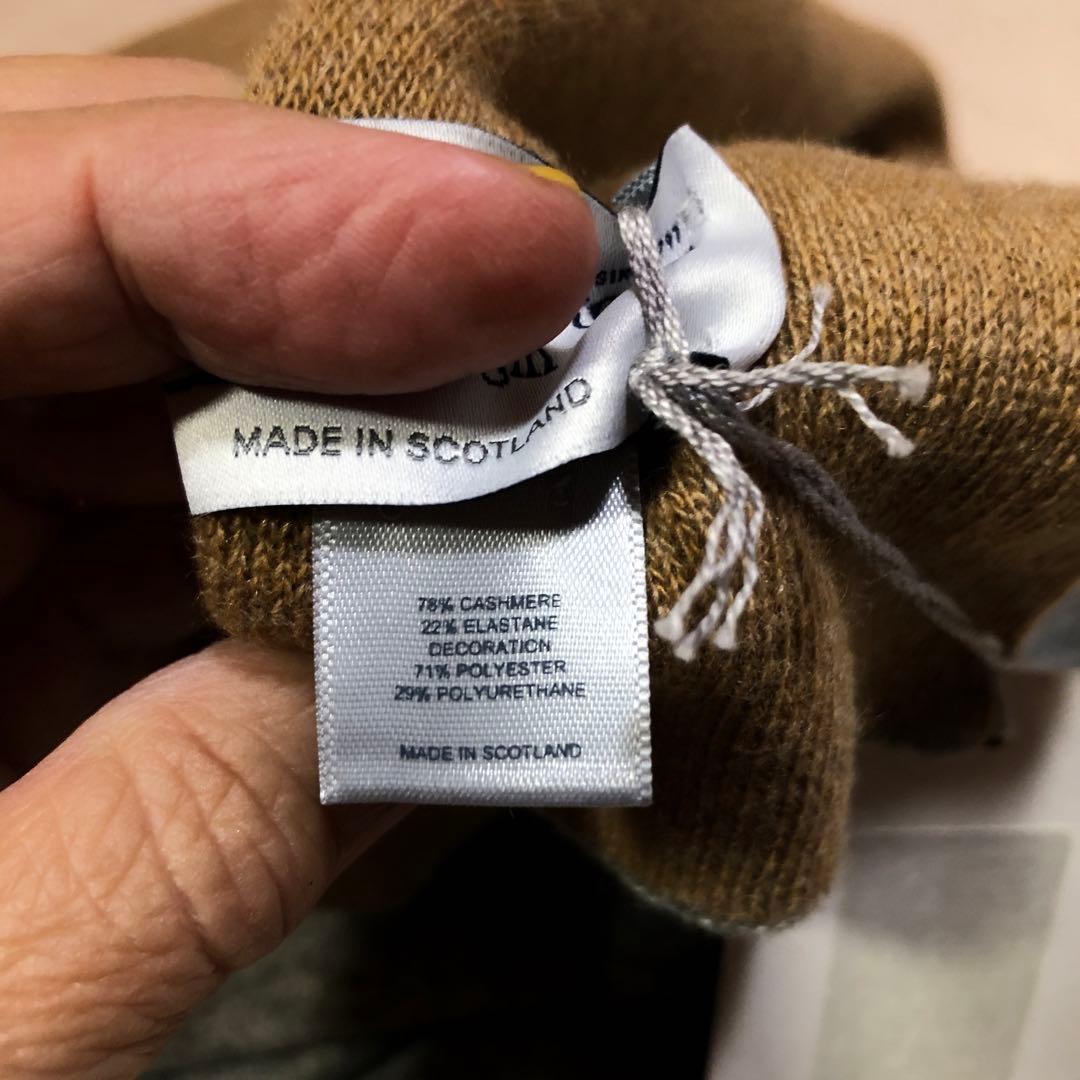 MADE IN SCOTLAND
78% CASHMERE
22% ELASTANE
DECORATION
71% POLYESTER
29% POLYURETHANE
MADE IN SCOTLAND